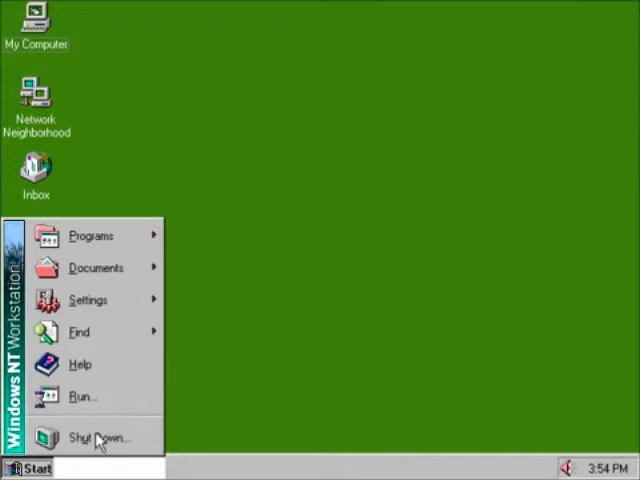 My Computer
Network
Neighborhood
Inbox
Programs
Documents
Settings
Find
Help
Run...
Shut Down...
Windows NT Workstation
Start
3:54 PM